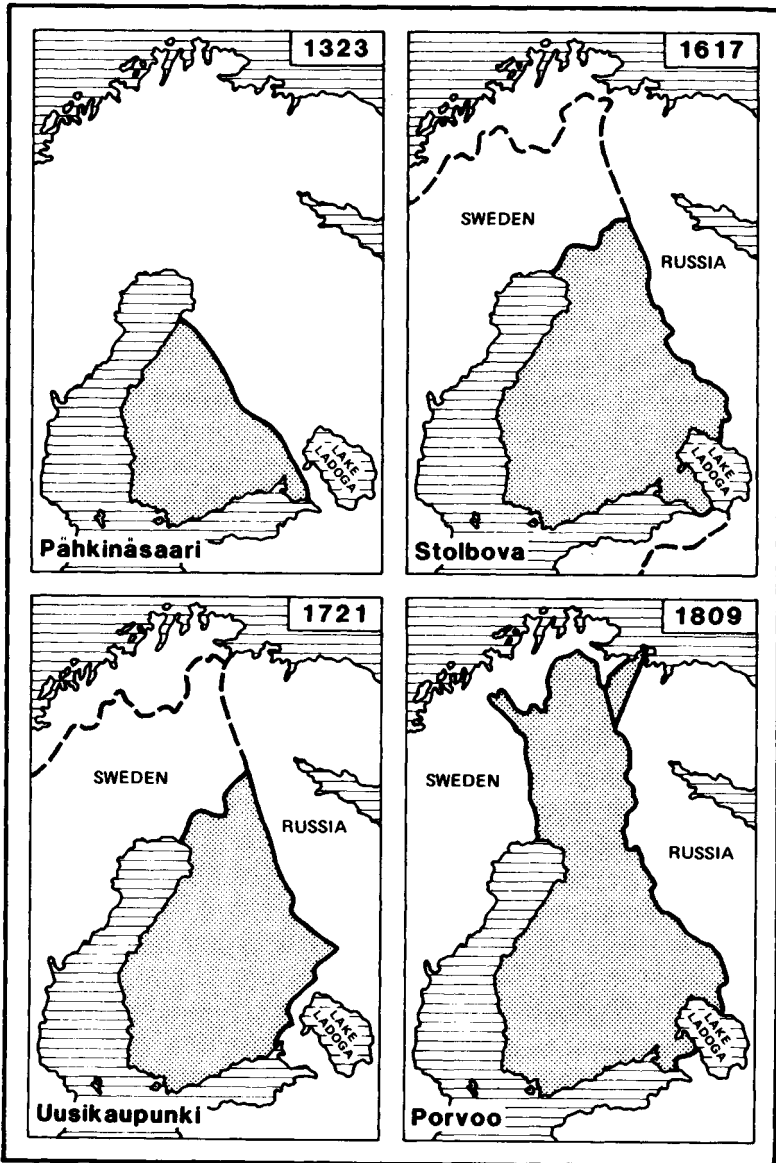 1323
LAKE
LADOGA
Pähkinäsaari
1617
SWEDEN
RUSSIA
LAKE
LADOGA
Stolbova
1721
SWEDEN
RUSSIA
LAKE
LADOGA
Uusikaupunki
1809
SWEDEN
RUSSIA
LAKE
LADOGA
Porvoo